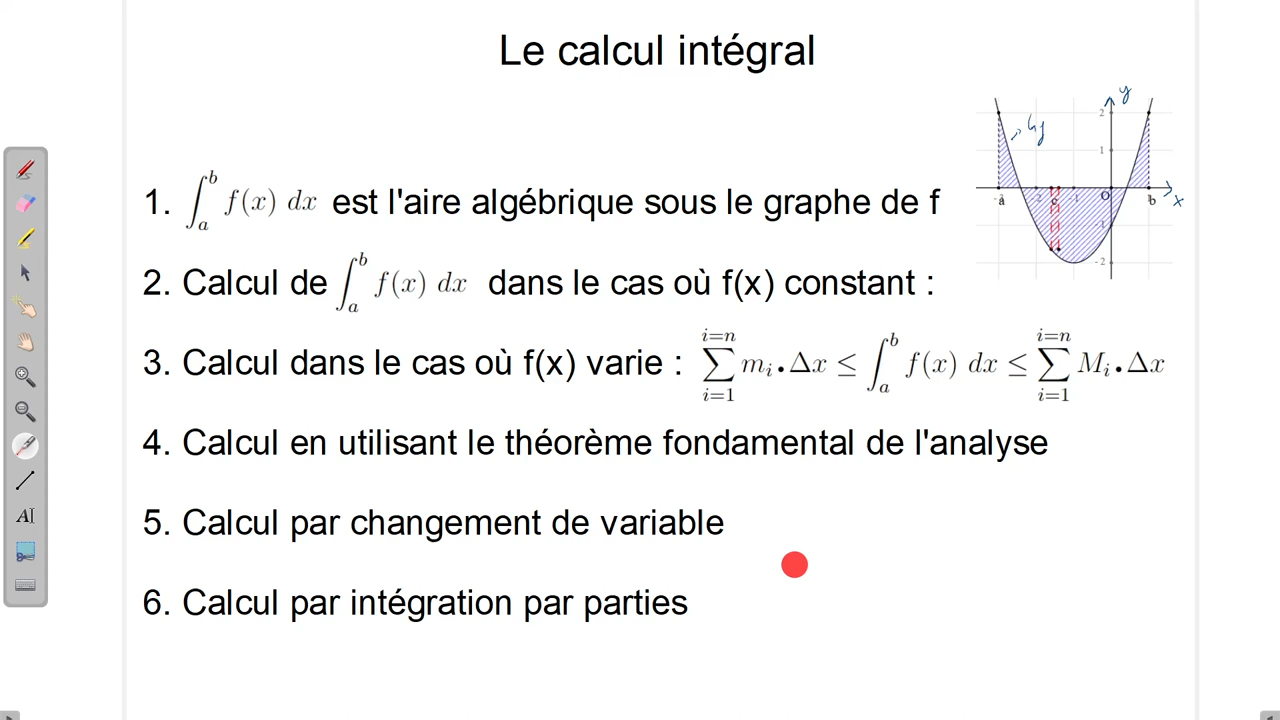 Le calcul intégral
1. ∫_a^b f(x) dx est l'aire algébrique sous le graphe de f
2. Calcul de ∫_a^b f(x) dx dans le cas où f(x) constant :
3. Calcul dans le cas où f(x) varie : ∑_{i=1}^{i=n} m_i . Δx ≤ ∫_a^b f(x) dx ≤ ∑_{i=1}^{i=n} M_i . Δx
4. Calcul en utilisant le théorème fondamental de l'analyse
5. Calcul par changement de variable
6. Calcul par intégration par parties
y
2
1
a
c
O
b
x
-2
AI